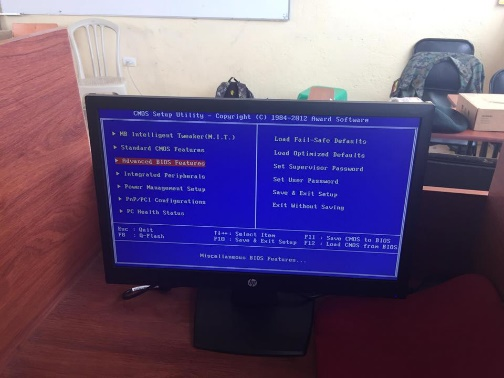 CMOS Setup Utility - Copyright (C) 1984-2012 Award Software
MB Intelligent Tweaker(M.I.T.)
Standard CMOS Features
Advanced BIOS Features
Integrated Peripherals
Power Management Setup
PnP/PCI Configurations
PC Health Status
Load Fail-Safe Defaults
Load Optimized Defaults
Set Supervisor Password
Set User Password
Save & Exit Setup
Exit Without Saving
Esc : Quit
F8 : Q-Flash
↑↓→← : Select Item
F10 : Save & Exit Setup
F11 : Save CMOS to BIOS
F12 : Load CMOS from BIOS
Miscellaneous BIOS Features...
hp